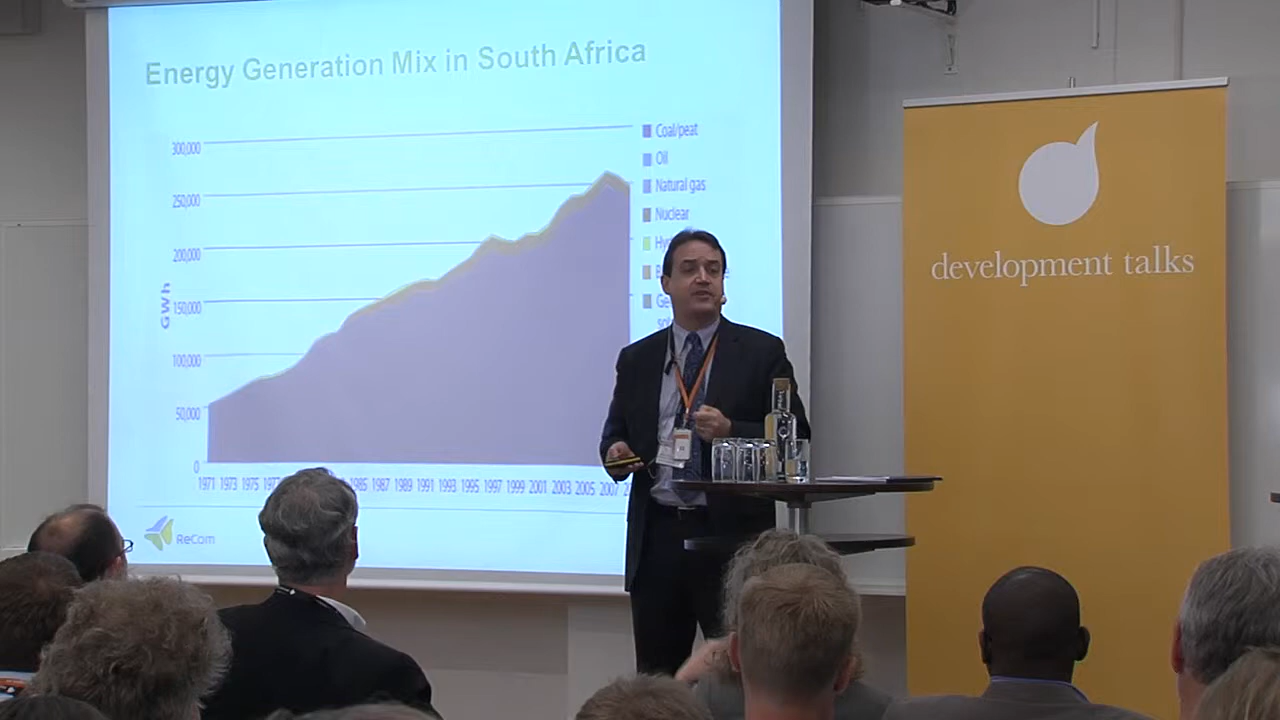 Energy Generation Mix in South Africa
300,000
250,000
200,000
150,000
100,000
50,000
0
GWh
Coal/peat
Oil
Natural gas
Nuclear
1971 1973 1975 1985 1987 1989 1991 1993 1995 1997 1999 2001 2003 2005 2007
ReCom
development talks